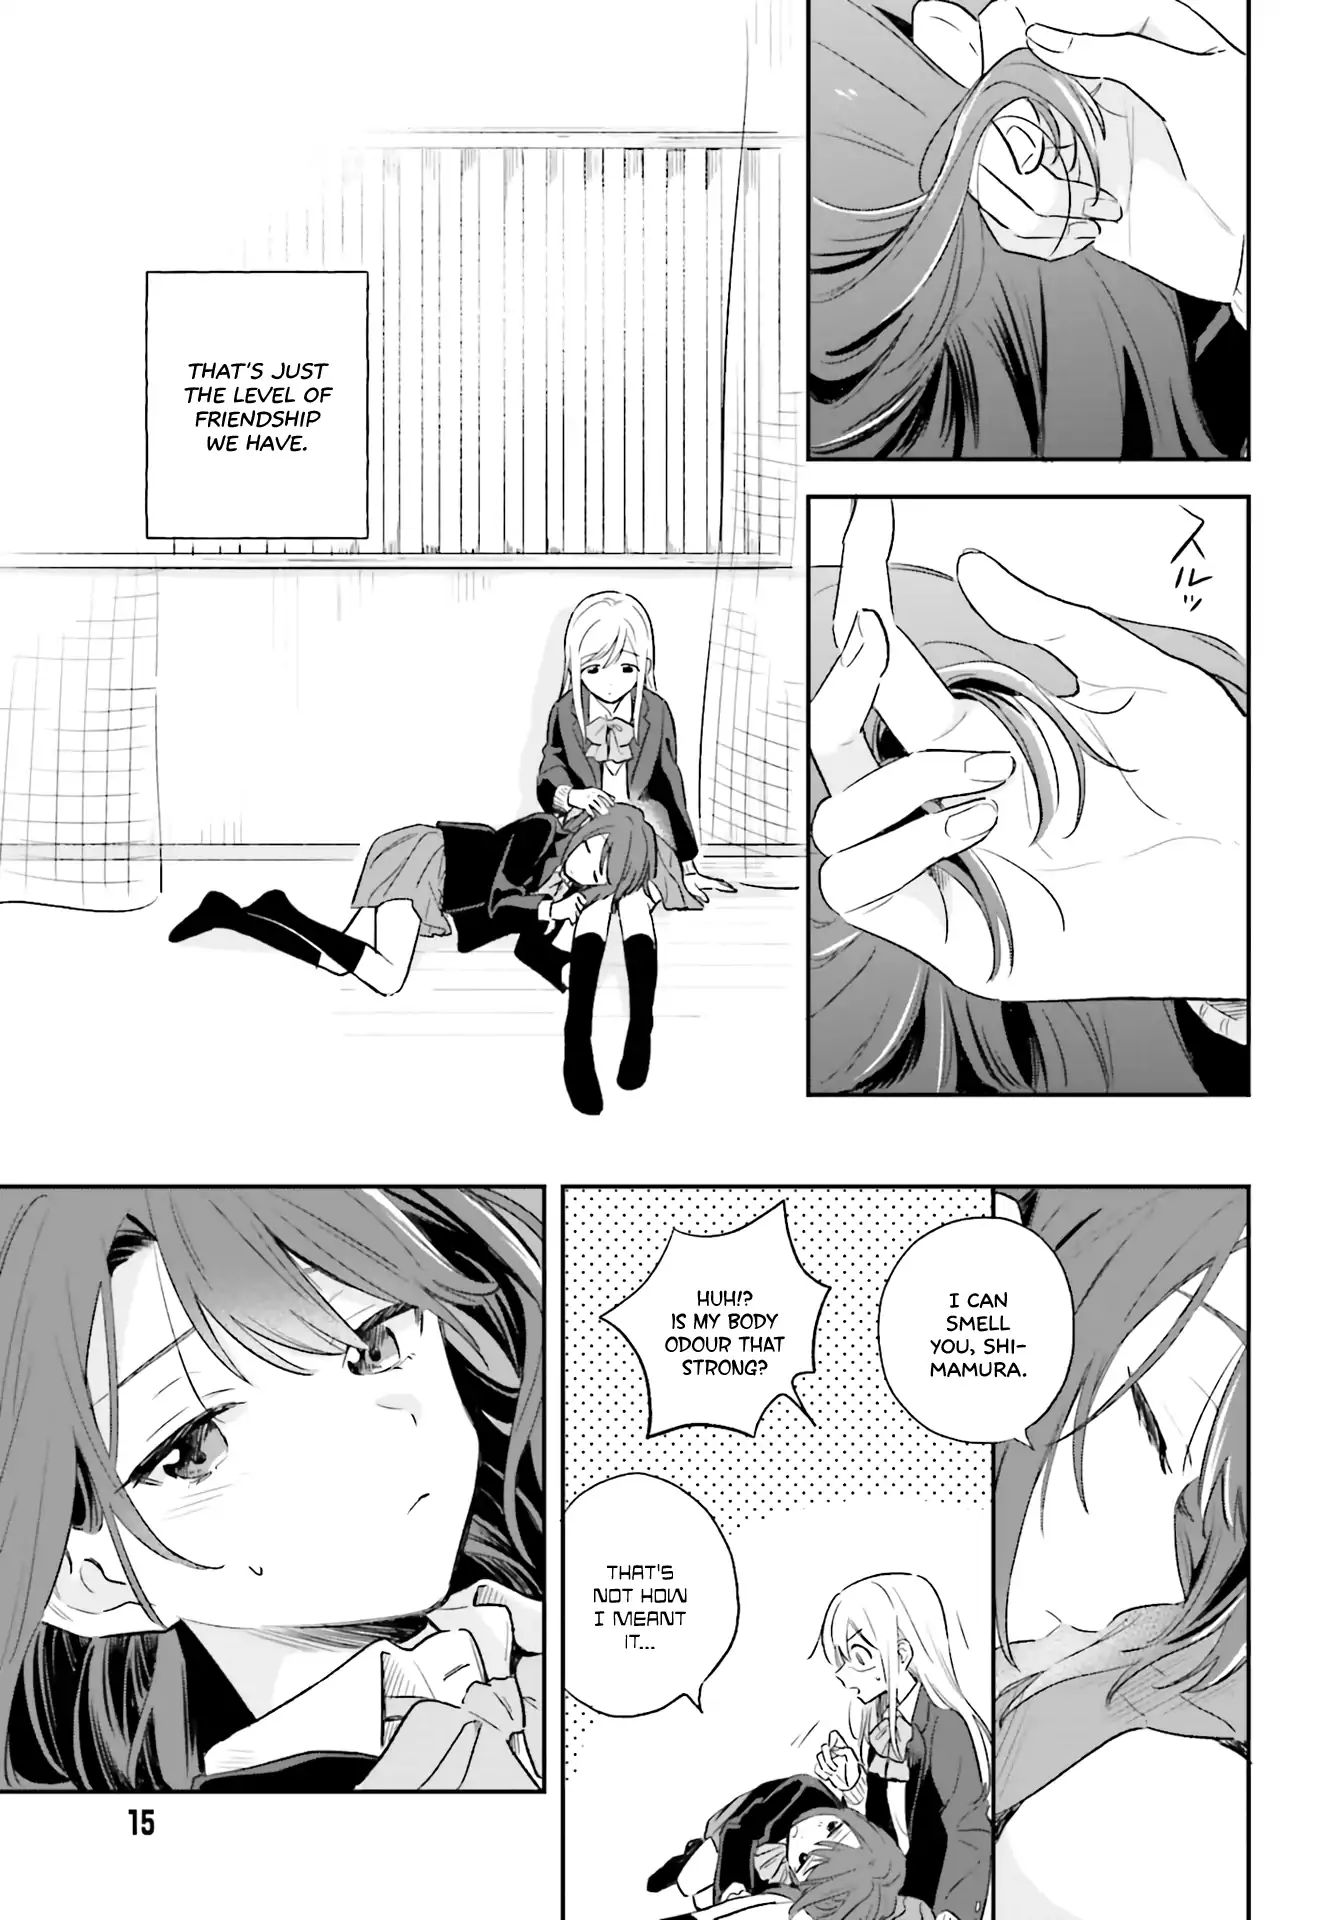 スルッ
THAT'S JUST
THE LEVEL OF
FRIENDSHIP
WE HAVE.
I CAN
SMELL
YOU, SHI-
MAMURA.
HUH!?
IS MY BODY
ODOUR THAT
STRONG?
THAT'S
NOT HOW
I MEANT
IT...
15